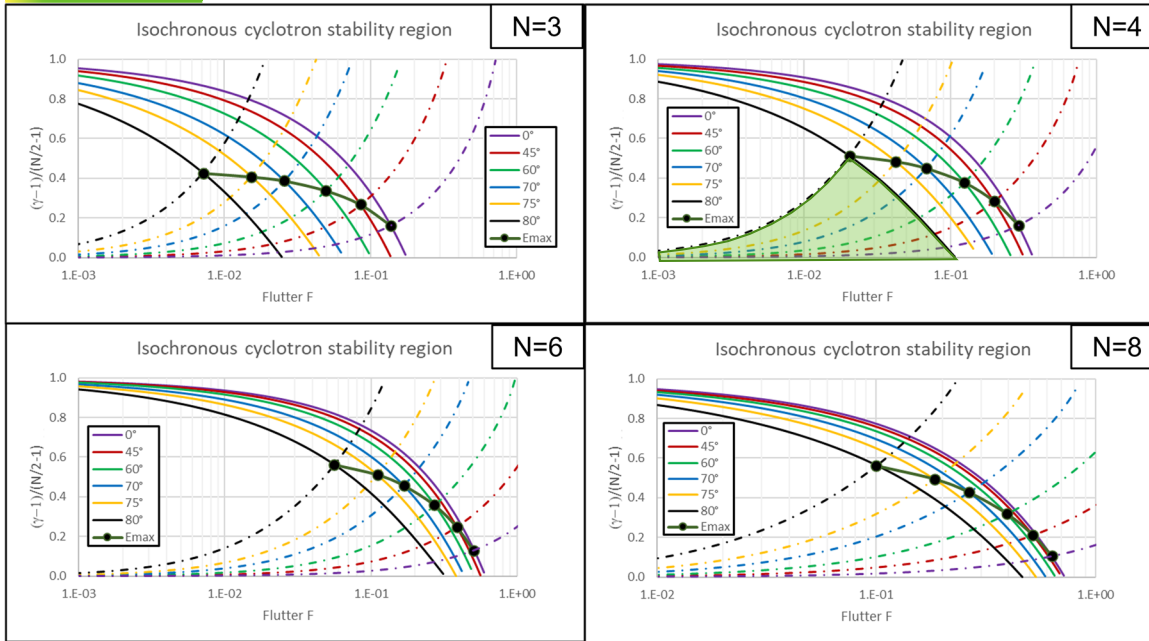 Isochronous cyclotron stability region
N=3
(γ−1)/(N/2-1)
1.0
0.8
0.6
0.4
0.2
0.0
0°
45°
60°
70°
75°
80°
Emax
1.E-03
1.E-02
1.E-01
1.E+00
Flutter F
Isochronous cyclotron stability region
N=4
(γ−1)/(N/2-1)
1.0
0.8
0.6
0.4
0.2
0.0
0°
45°
60°
70°
75°
80°
Emax
1.E-03
1.E-02
1.E-01
1.E+00
Flutter F
Isochronous cyclotron stability region
N=6
(γ−1)/(N/2-1)
1.0
0.8
0.6
0.4
0.2
0.0
0°
45°
60°
70°
75°
80°
Emax
1.E-03
1.E-02
1.E-01
1.E+00
Flutter F
Isochronous cyclotron stability region
N=8
(γ−1)/(N/2-1)
1.0
0.8
0.6
0.4
0.2
0.0
0°
45°
60°
70°
75°
80°
Emax
1.E-02
1.E-01
1.E+00
Flutter F